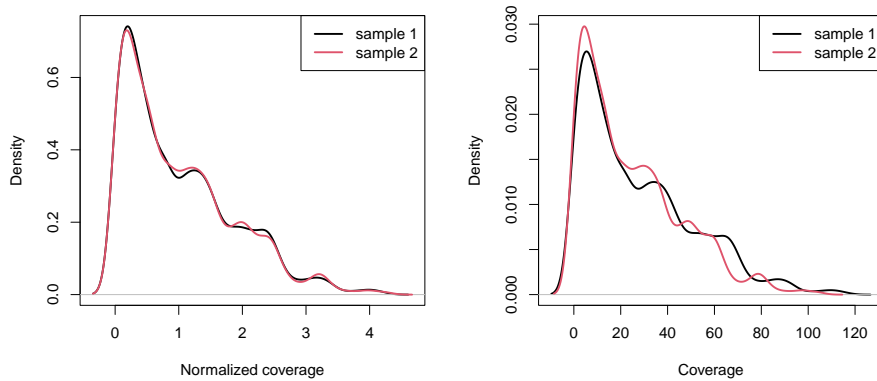 sample 1
sample 2
Density
0.0 0.2 0.4 0.6
0 1 2 3 4
Normalized coverage
sample 1
sample 2
Density
0.000 0.010 0.020 0.030
0 20 40 60 80 100 120
Coverage